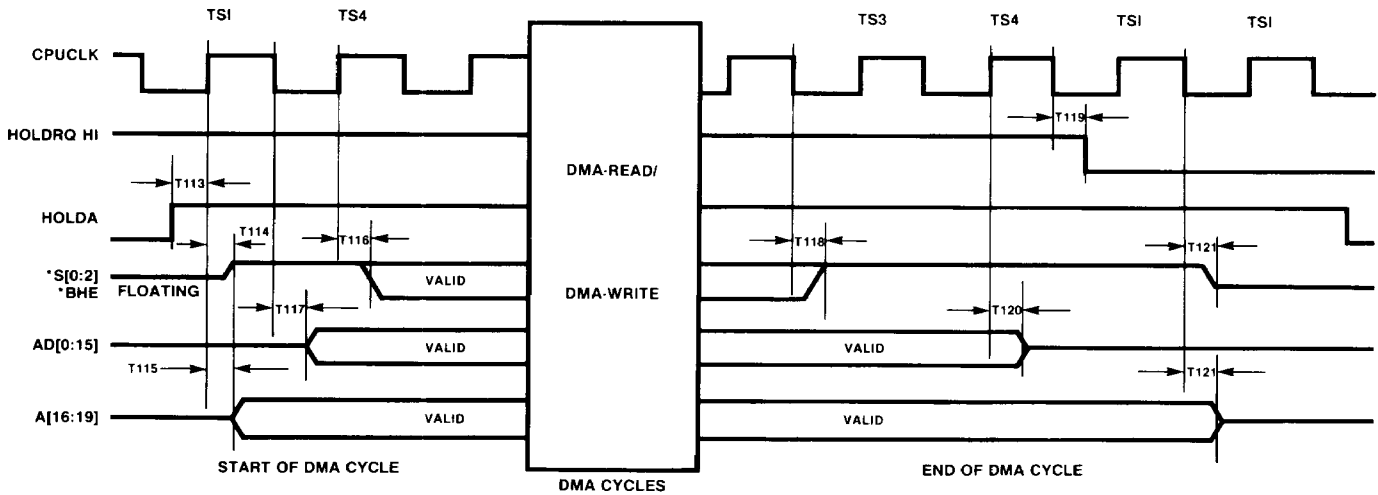 TSI TS4 TS3 TS4 TSI TSI
CPUCLK
HOLDRQ HI
T119
DMA-READ/
T113
HOLDA
T114
T116
T118
T121
*S[0:2]
*BHE
FLOATING
VALID
DMA-WRITE
T117
T120
AD[0:15]
VALID
VALID
T115
T121
A[16:19]
VALID
VALID
START OF DMA CYCLE
END OF DMA CYCLE
DMA CYCLES